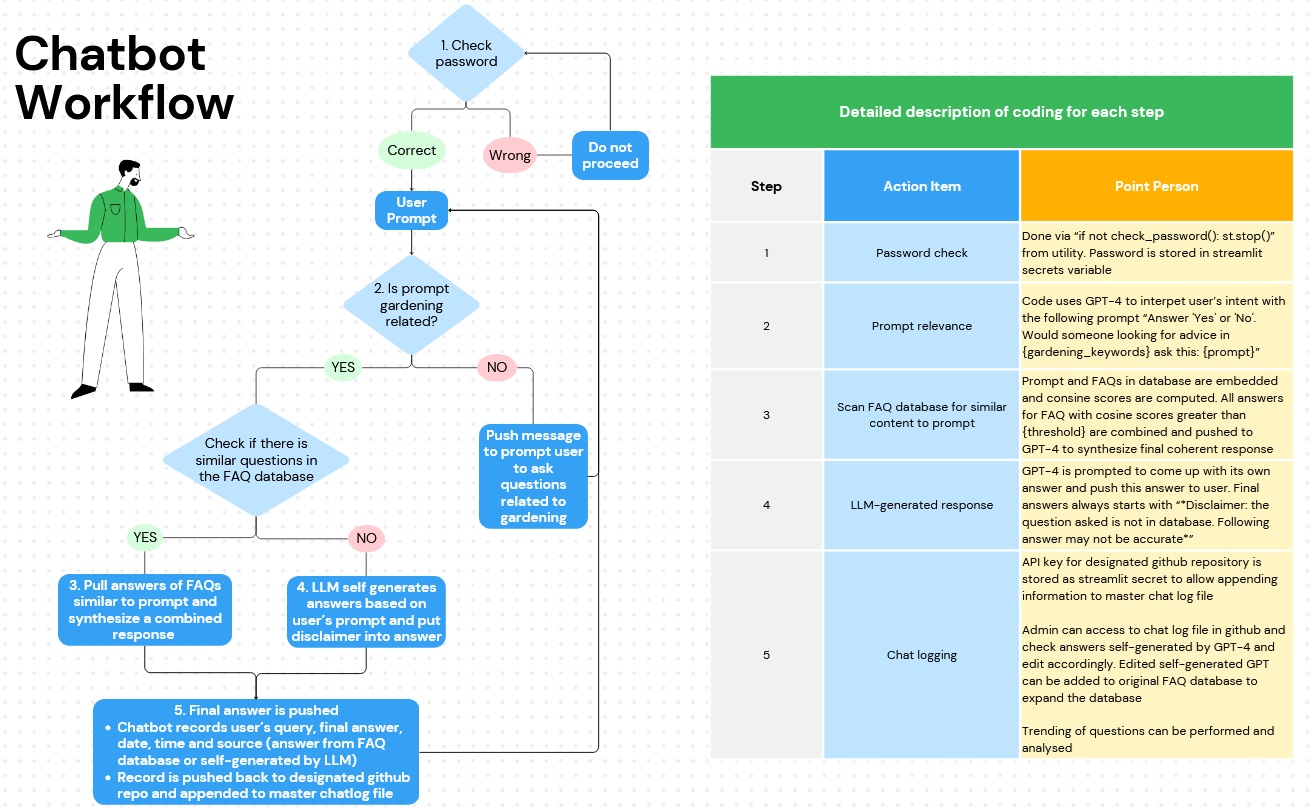 Chatbot
Workflow
1. Check
password
Correct
Wrong
Do not
proceed
User
Prompt
2. Is prompt
gardening
related?
YES
NO
Check if there is
similar questions in
the FAQ database
Push message
to prompt user
to ask
questions
related to
gardening
YES
NO
3. Pull answers of FAQs
similar to prompt and
synthesize a combined
response
4. LLM self generates
answers based on
user's prompt and put
disclaimer into answer
5. Final answer is pushed
• Chatbot records user's query, final answer,
date, time and source (answer from FAQ
database or self-generated by LLM)
• Record is pushed back to designated github
repo and appended to master chatlog file
Detailed description of coding for each step
Step
Action Item
Point Person
1
Password check
Done via “if not check_password(): st.stop()”
from utility. Password is stored in streamlit
secrets variable
2
Prompt relevance
Code uses GPT-4 to interpet user's intent with
the following prompt “Answer 'Yes' or 'No'.
Would someone looking for advice in
{gardening_keywords} ask this: {prompt}”
3
Scan FAQ database for similar
content to prompt
Prompt and FAQs in database are embedded
and consine scores are computed. All answers
for FAQ with cosine scores greater than
{threshold} are combined and pushed to
GPT-4 to synthesize final coherent response
4
LLM-generated response
GPT-4 is prompted to come up with its own
answer and push this answer to user. Final
answers always starts with “*Disclaimer: the
question asked is not in database. Following
answer may not be accurate*”
5
Chat logging
API key for designated github repository is
stored as streamlit secret to allow appending
information to master chat log file
Admin can access to chat log file in github and
check answers self-generated by GPT-4 and
edit accordingly. Edited self-generated GPT
can be added to original FAQ database to
expand the database
Trending of questions can be performed and
analysed